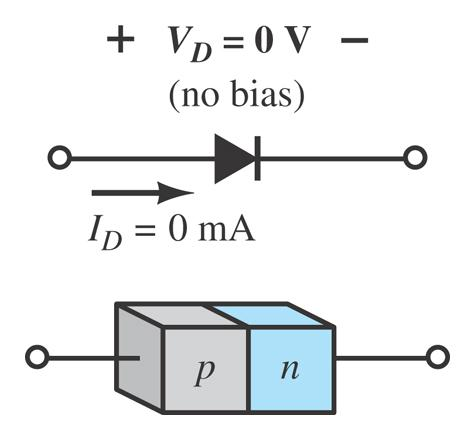 + V_D = 0 V −
(no bias)
I_D = 0 mA
p n